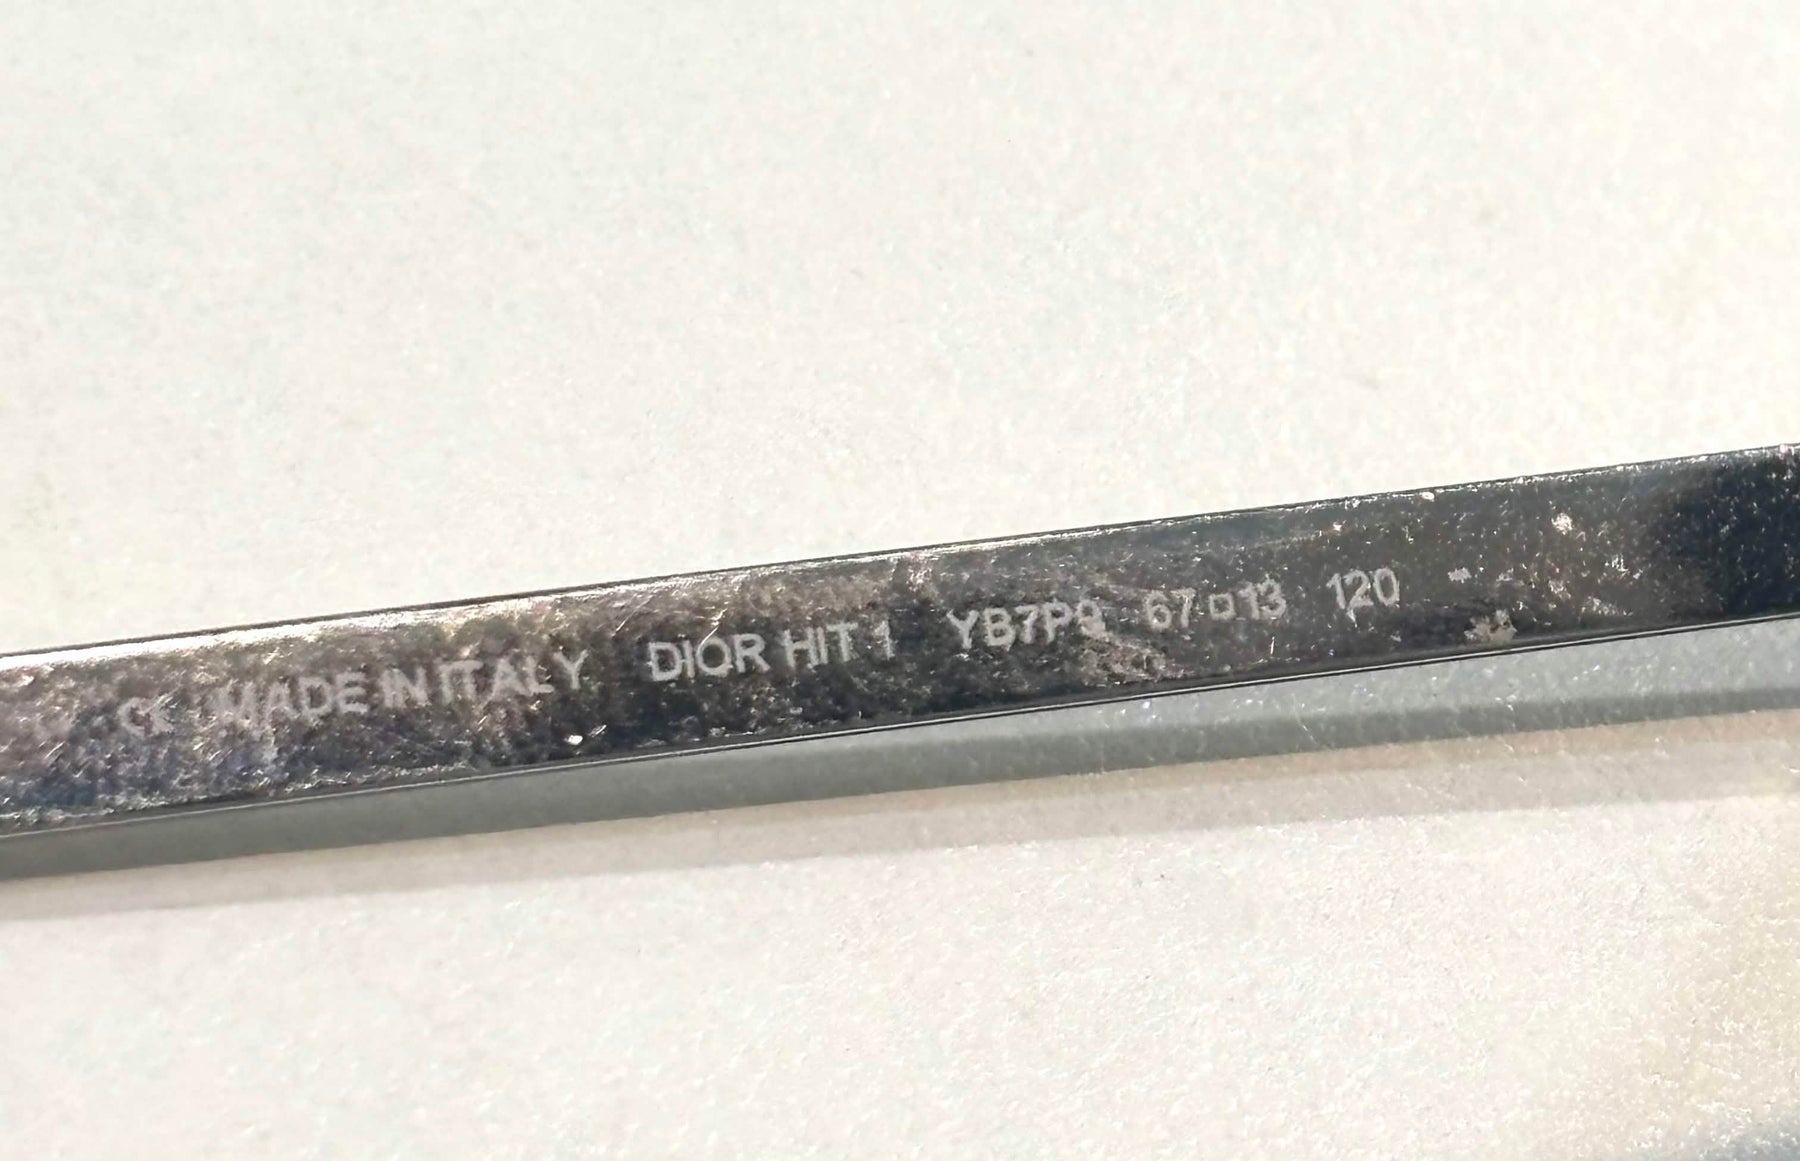 CE MADE IN ITALY DIOR HIT 1 YB7P9 67□13 120